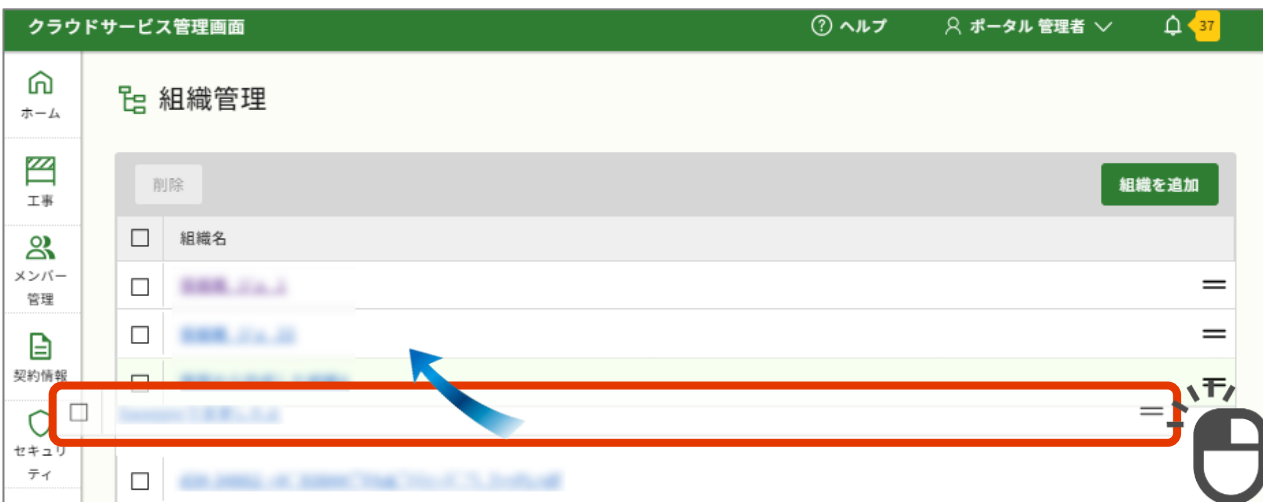 クラウドサービス管理画面
ヘルプ
ポータル 管理者
37
ホーム
工事
メンバー
管理
契約情報
セキュリ
ティ
組織管理
削除
組織を追加
組織名